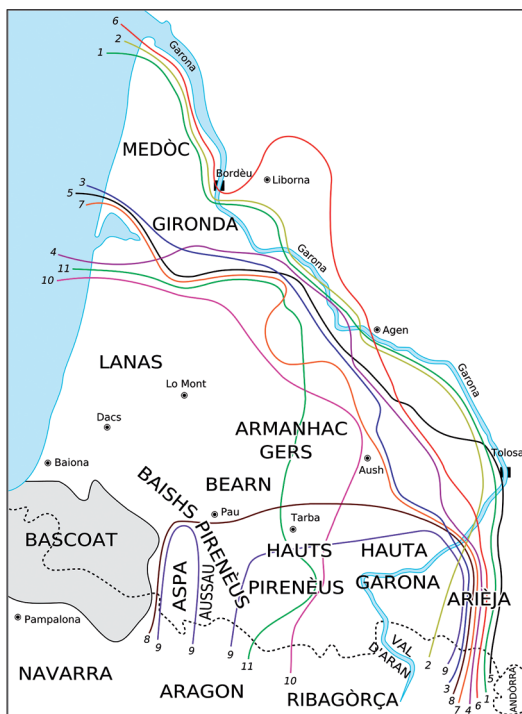 6
2
1
Garona
MEDÒC
Bordèu
Liborna
3
5
7
GIRONDA
4
11
10
Garona
Garona
Agen
Garona
LANAS
Lo Mont
Dacs
ARMANHAC
GERS
Tolosa
Baiona
Aush
BEARN
BAISHS PIRENÈUS
Pau
Tarba
BASCOAT
HAUTS
PIRENÈUS
HAUTA
GARONA
ASPA
AUSSAU
ARIÈJA
Pampalona
8
9
9
9
11
10
VAL
D'ARAN
2
9
3
8
7
4
6
1
5
ANDÒRRA
NAVARRA
ARAGON
RIBAGÒRÇA